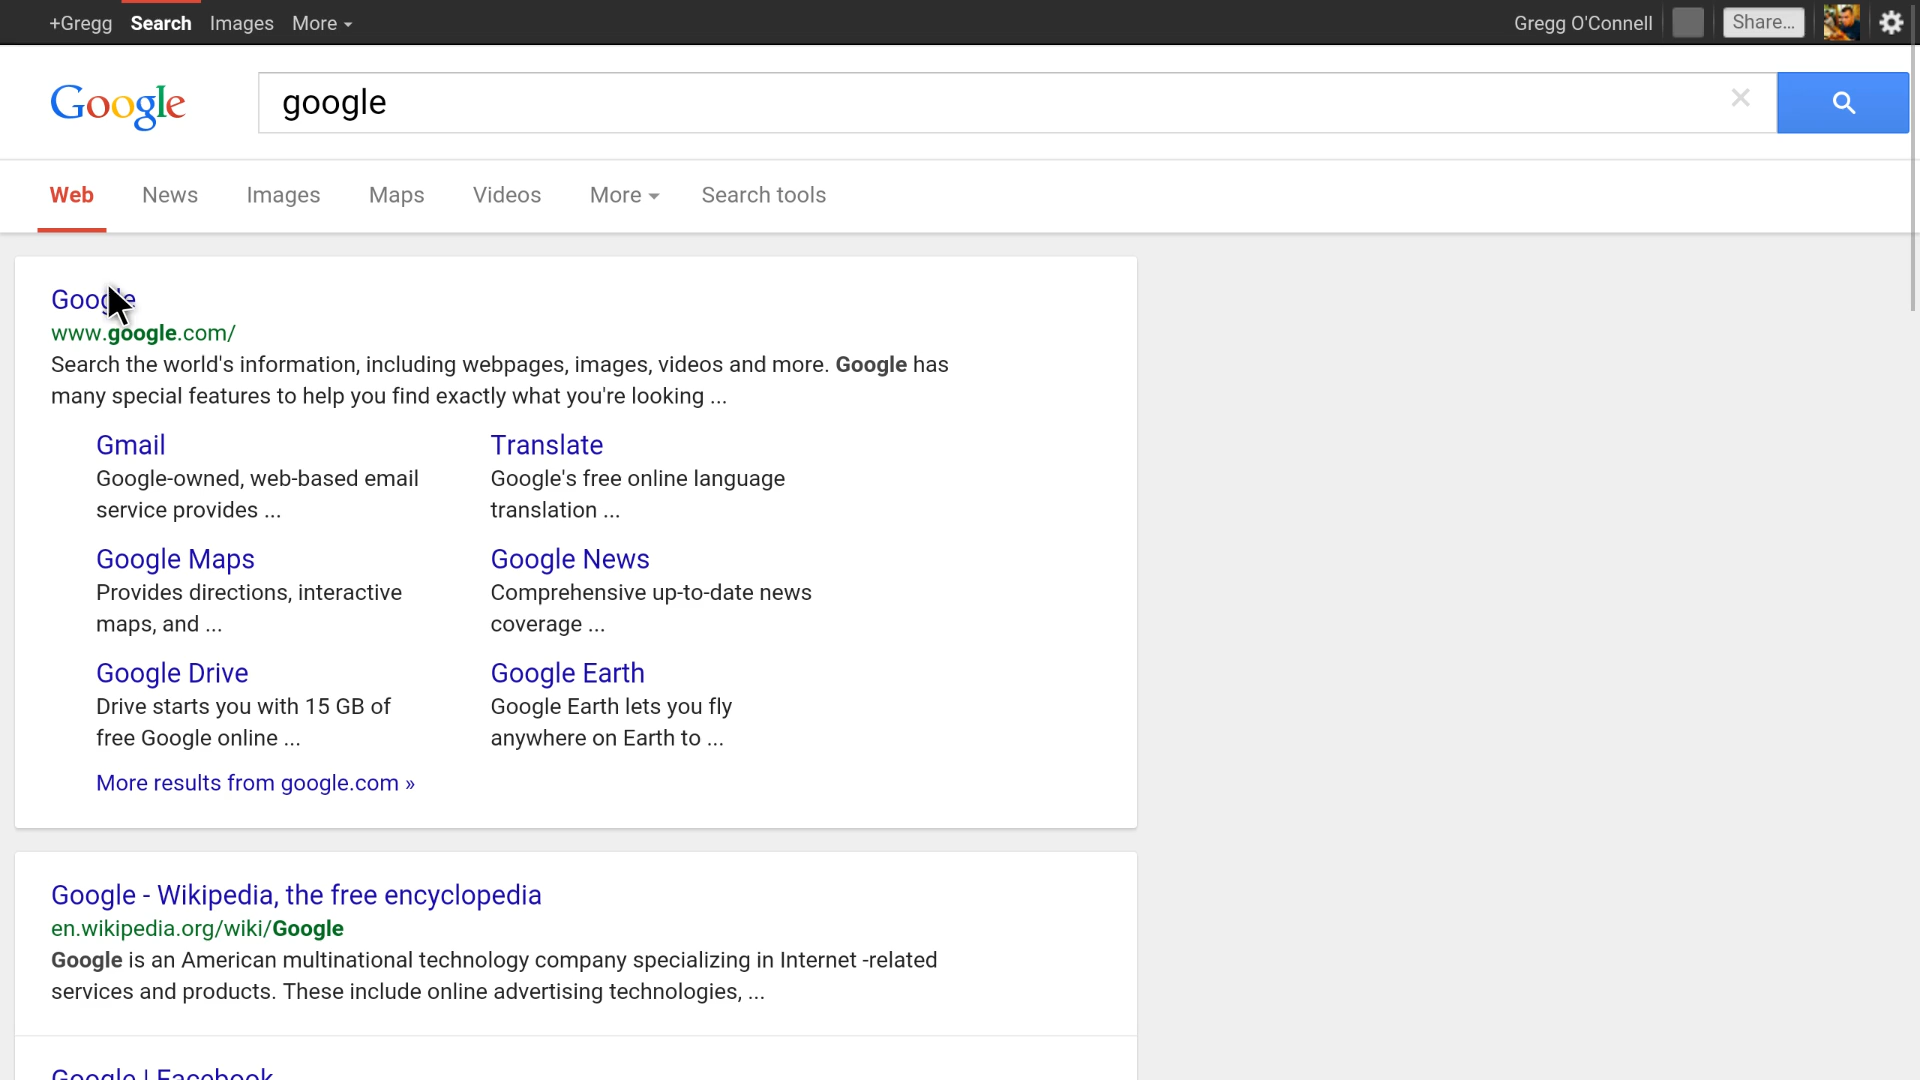 +Gregg Search Images More Gregg O'Connell Share...
Google google
Web News Images Maps Videos More Search tools
Google
www.google.com/
Search the world's information, including webpages, images, videos and more. Google has
many special features to help you find exactly what you're looking ...
Gmail
Google-owned, web-based email
service provides ...
Translate
Google's free online language
translation ...
Google Maps
Provides directions, interactive
maps, and ...
Google News
Comprehensive up-to-date news
coverage ...
Google Drive
Drive starts you with 15 GB of
free Google online ...
Google Earth
Google Earth lets you fly
anywhere on Earth to ...
More results from google.com »
Google - Wikipedia, the free encyclopedia
en.wikipedia.org/wiki/Google
Google is an American multinational technology company specializing in Internet -related
services and products. These include online advertising technologies, ...
Google | Facebook